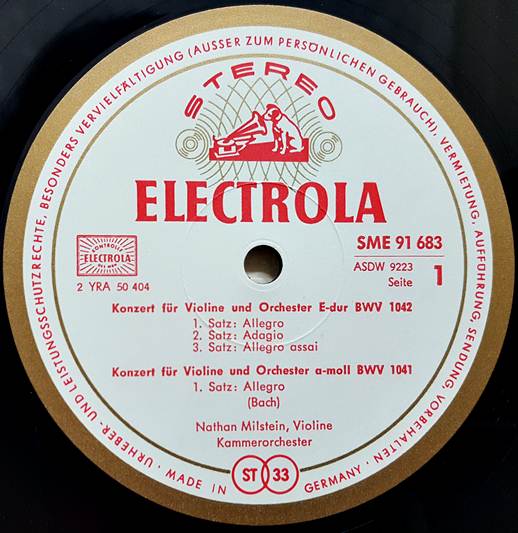 URHEBER- UND LEISTUNGSSCHUTZRECHTE, BESONDERS VERVIELFÄLTIGUNG (AUSSER ZUM PERSÖNLICHEN GEBRAUCH), VERMIETUNG, AUFFÜHRUNG, SENDUNG, VORBEHALTEN ·
STEREO
ELECTROLA
SME 91 683
KONTROLLE
ELECTROLA
ASDW 9223
2 YRA 50 404
Seite 1
Konzert für Violine und Orchester E-dur BWV 1042
1. Satz: Allegro
2. Satz: Adagio
3. Satz: Allegro assai
Konzert für Violine und Orchester a-moll BWV 1041
1. Satz: Allegro
(Bach)
Nathan Milstein, Violine
Kammerorchester
MADE IN GERMANY
ST 33